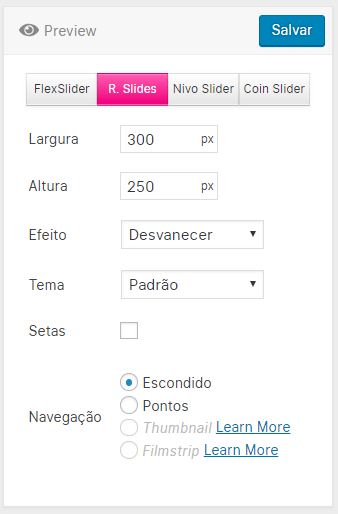 Preview Salvar
FlexSlider R. Slides Nivo Slider Coin Slider
Largura 300 px
Altura 250 px
Efeito Desvanecer
Tema Padrão
Setas
Navegação
Escondido
Pontos
Thumbnail Learn More
Filmstrip Learn More